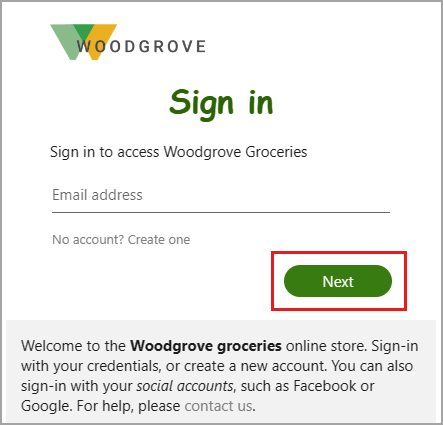 WOODGROVE
Sign in
Sign in to access Woodgrove Groceries
Email address
No account? Create one
Next
Welcome to the Woodgrove groceries online store. Sign-in
with your credentials, or create a new account. You can also
sign-in with your social accounts, such as Facebook or
Google. For help, please contact us.